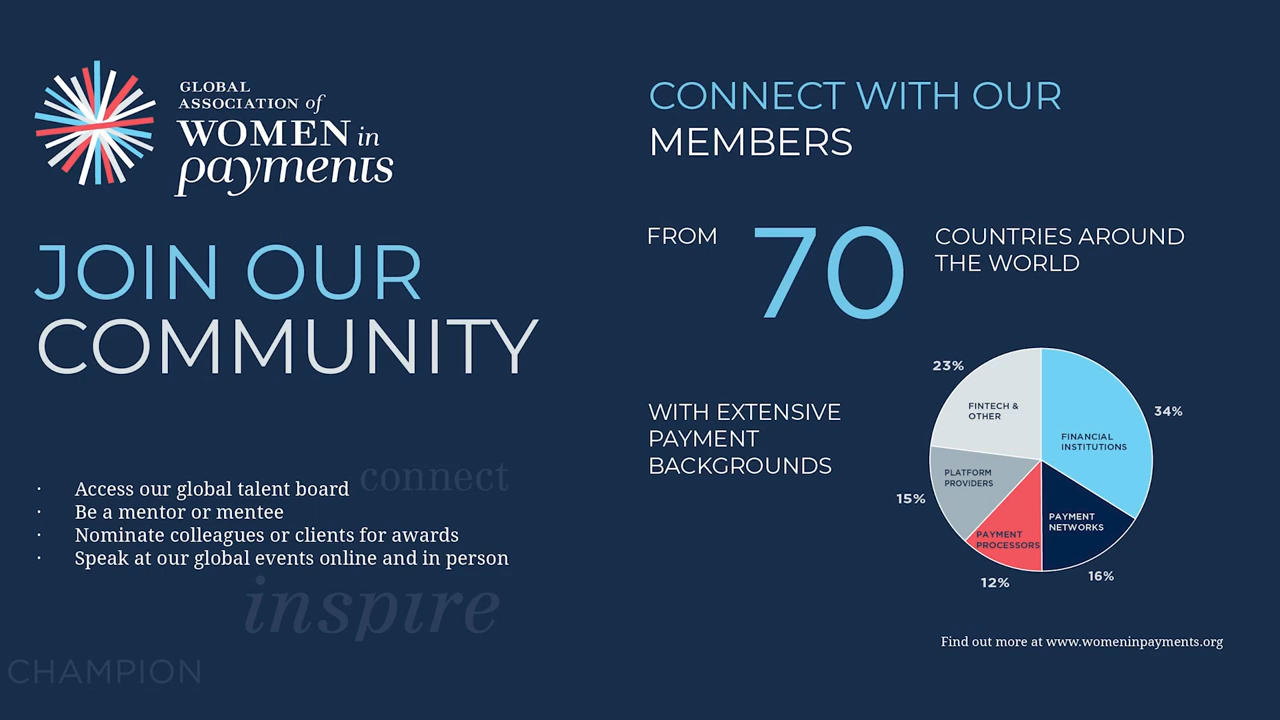 GLOBAL
ASSOCIATION of
WOMEN in
payments
JOIN OUR
COMMUNITY
connect
· Access our global talent board
· Be a mentor or mentee
· Nominate colleagues or clients for awards
· Speak at our global events online and in person
inspire
CHAMPION
CONNECT WITH OUR
MEMBERS
FROM 70 COUNTRIES AROUND
THE WORLD
WITH EXTENSIVE
PAYMENT
BACKGROUNDS
23%
FINTECH &
OTHER
34%
FINANCIAL
INSTITUTIONS
PLATFORM
PROVIDERS
15%
PAYMENT
NETWORKS
16%
PAYMENT
PROCESSORS
12%
Find out more at www.womeninpayments.org